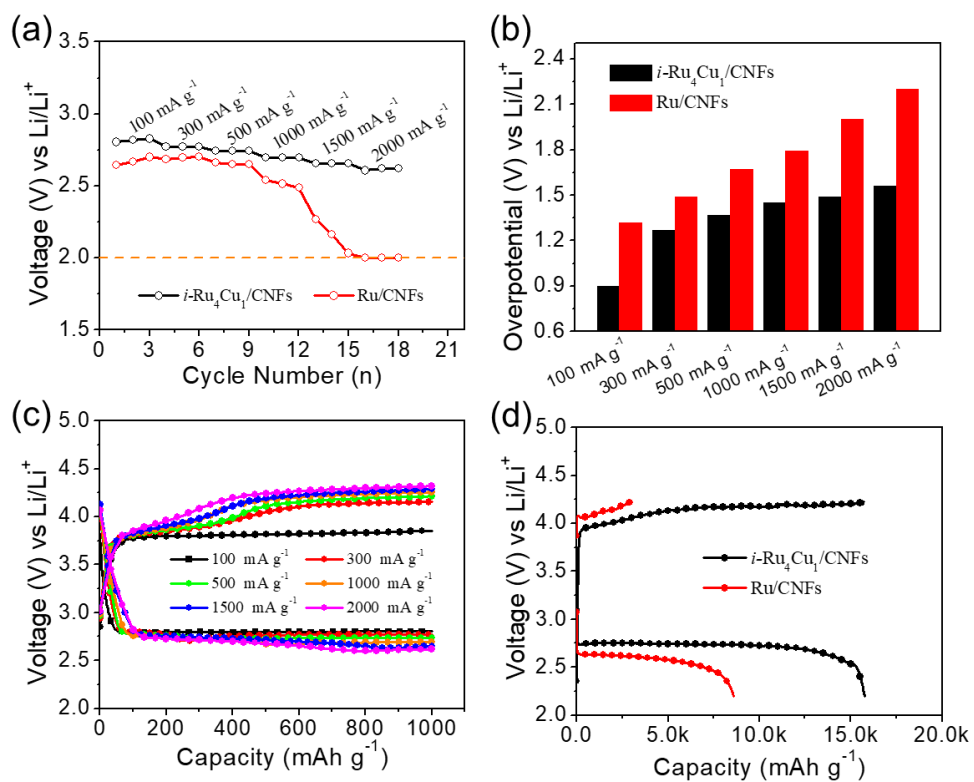 (a)
3.5
3.0
2.5
2.0
1.5
Voltage (V) vs Li/Li⁺
100 mA g⁻¹
300 mA g⁻¹
500 mA g⁻¹
1000 mA g⁻¹
1500 mA g⁻¹
2000 mA g⁻¹
i-Ru₄Cu₁/CNFs
Ru/CNFs
0 3 6 9 12 15 18 21
Cycle Number (n)
(b)
2.4
2.1
1.8
1.5
1.2
0.9
0.6
Overpotential (V) vs Li/Li⁺
i-Ru₄Cu₁/CNFs
Ru/CNFs
100 mA g⁻¹
300 mA g⁻¹
500 mA g⁻¹
1000 mA g⁻¹
1500 mA g⁻¹
2000 mA g⁻¹
(c)
5.0
4.5
4.0
3.5
3.0
2.5
2.0
Voltage (V) vs Li/Li⁺
100 mA g⁻¹ 300 mA g⁻¹
500 mA g⁻¹ 1000 mA g⁻¹
1500 mA g⁻¹ 2000 mA g⁻¹
0 200 400 600 800 1000
Capacity (mAh g⁻¹)
(d)
5.0
4.5
4.0
3.5
3.0
2.5
2.0
Voltage (V) vs Li/Li⁺
i-Ru₄Cu₁/CNFs
Ru/CNFs
0.0 5.0k 10.0k 15.0k 20.0k
Capacity (mAh g⁻¹)